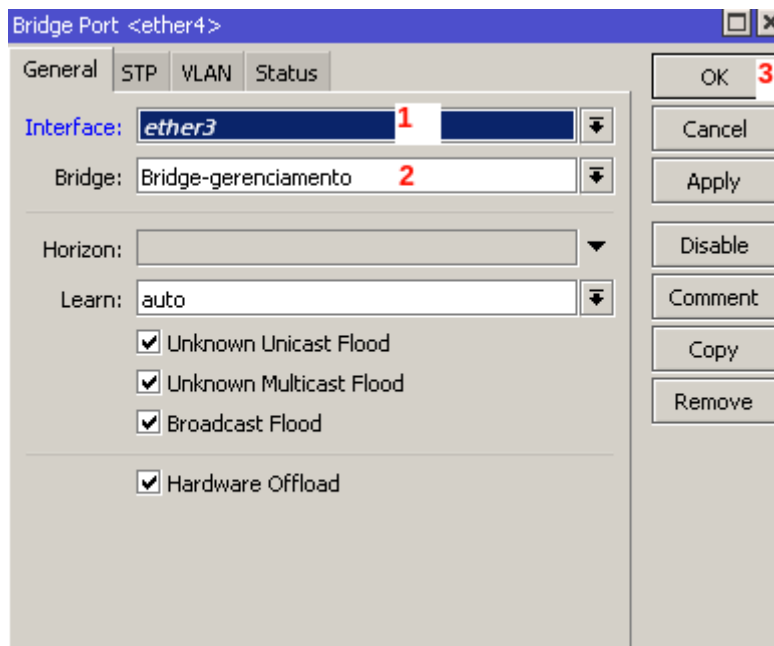 Bridge Port <ether4>
General STP VLAN Status
OK 3
Interface: ether3 1
Cancel
Bridge: Bridge-gerenciamento 2
Apply
Horizon:
Disable
Learn: auto
Comment
Unknown Unicast Flood
Copy
Unknown Multicast Flood
Remove
Broadcast Flood
Hardware Offload